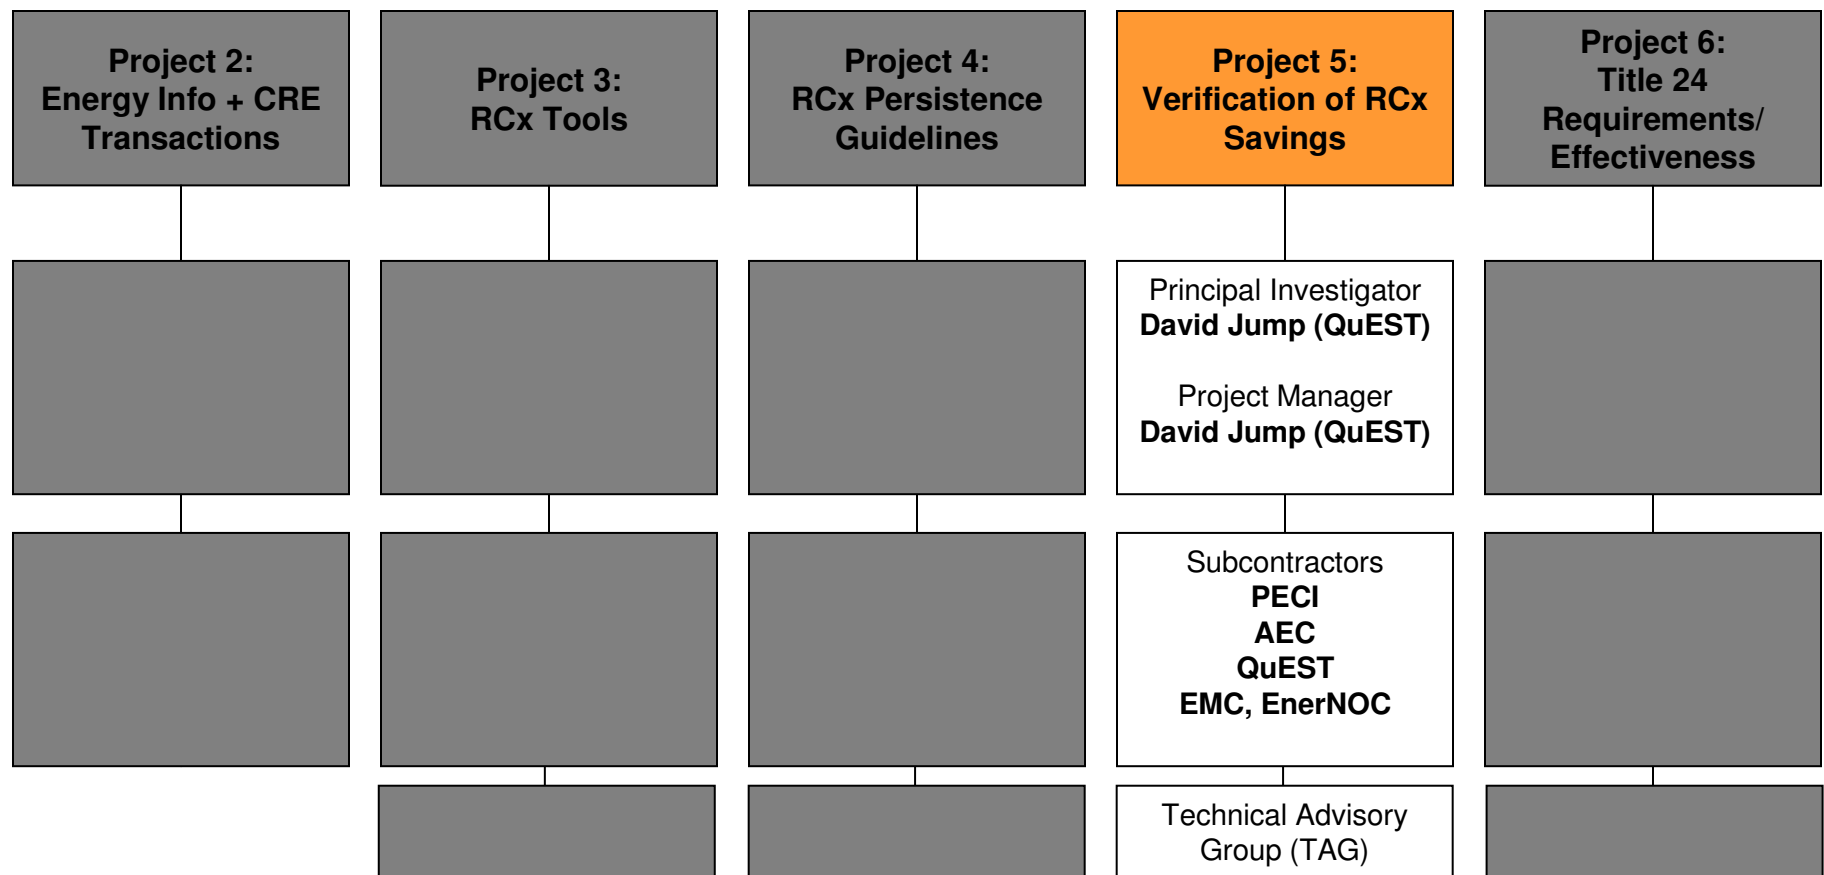 Project 2:
Energy Info + CRE
Transactions
Project 3:
RCx Tools
Project 4:
RCx Persistence
Guidelines
Project 5:
Verification of RCx
Savings
Project 6:
Title 24
Requirements/
Effectiveness
Principal Investigator
David Jump (QuEST)
Project Manager
David Jump (QuEST)
Subcontractors
PECI
AEC
QuEST
EMC, EnerNOC
Technical Advisory
Group (TAG)